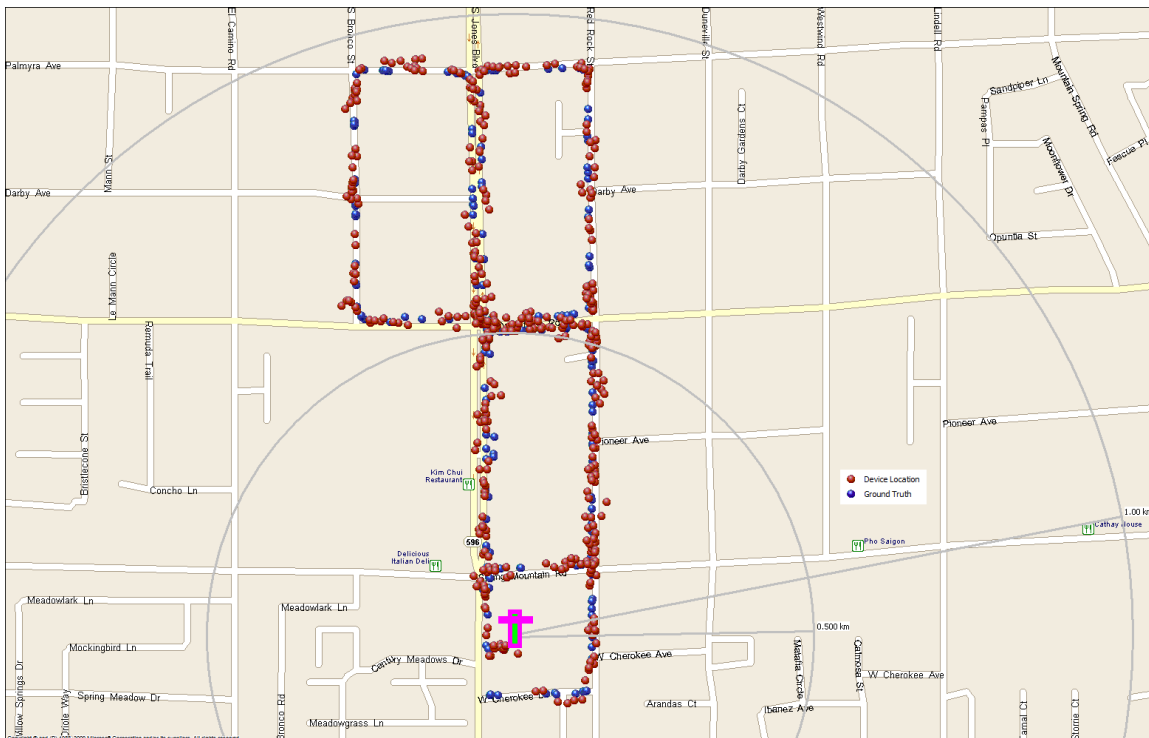 El Camino Rd
S Bronco St
S Jones Blvd
Red Rock St
Duneville St
Westwind Rd
Lindell Rd
Palmyra Ave
Mountain Spring Rd
Sandpiper Ln
Pampas Pl
Moonflower Dr
Fescue Pl
Darby Gardens Ct
Mann St
Darby Ave
Darby Ave
Opuntia St
Le Mann Circle
Rd
Bermuda Trail
Pioneer Ave
Pioneer Ave
Bristlecone St
Kim Chui
Restaurant
Device Location
Ground Truth
Concho Ln
1.00 km
Cathay House
596
Pho Saigon
Delicious
Italian Deli
Spring Mountain Rd
Meadowlark Ln
Meadowlark Ln
0.500 km
Mockingbird Ln
Century Meadows Dr
W Cherokee Ave
Matalia Circle
Calmosa St
W Cherokee Ave
Willow Springs Dr
Oriole Way
Spring Meadow Dr
Bronco Rd
W Cherokee
Arandas Ct
Ibanez Ave
Meadowgrass Ln